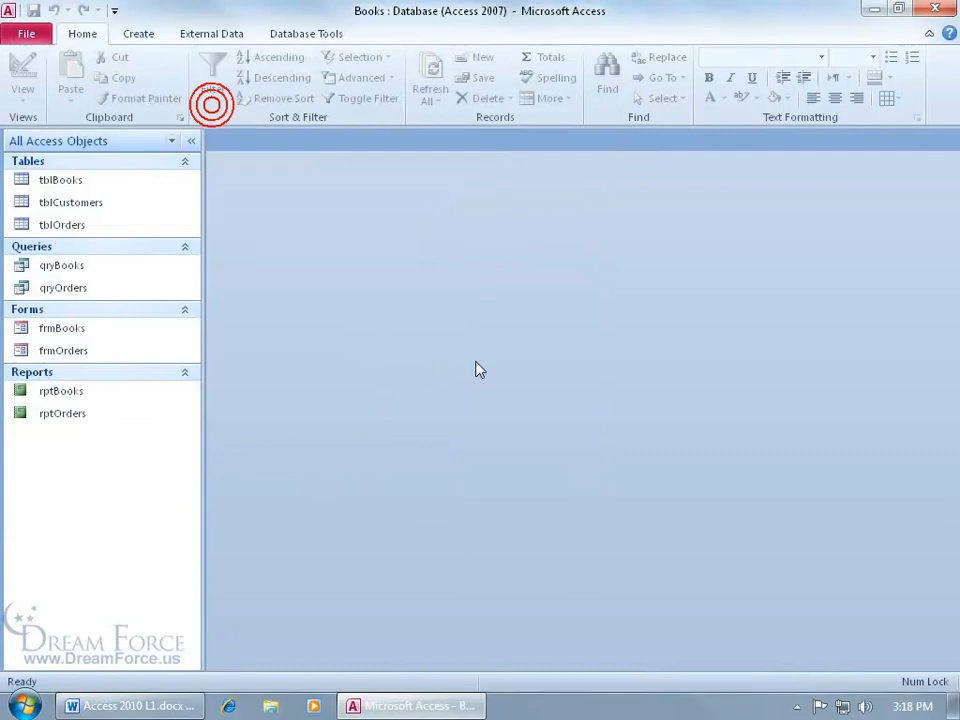 Books : Database (Access 2007) - Microsoft Access
File Home Create External Data Database Tools
View Paste Cut Copy Format Painter
Ascending Descending Remove Sort
Selection Advanced Toggle Filter
Refresh All New Save Delete
Totals Spelling More
Find Replace Go To Select
B I U
A ab
Views Clipboard Sort & Filter Records Find Text Formatting
All Access Objects
Tables
tblBooks
tblCustomers
tblOrders
Queries
qryBooks
qryOrders
Forms
frmBooks
frmOrders
Reports
rptBooks
rptOrders
DREAM FORCE
www.DreamForce.us
Ready Num Lock
Access 2010 L1.docx ... Microsoft Access - B... 3:18 PM